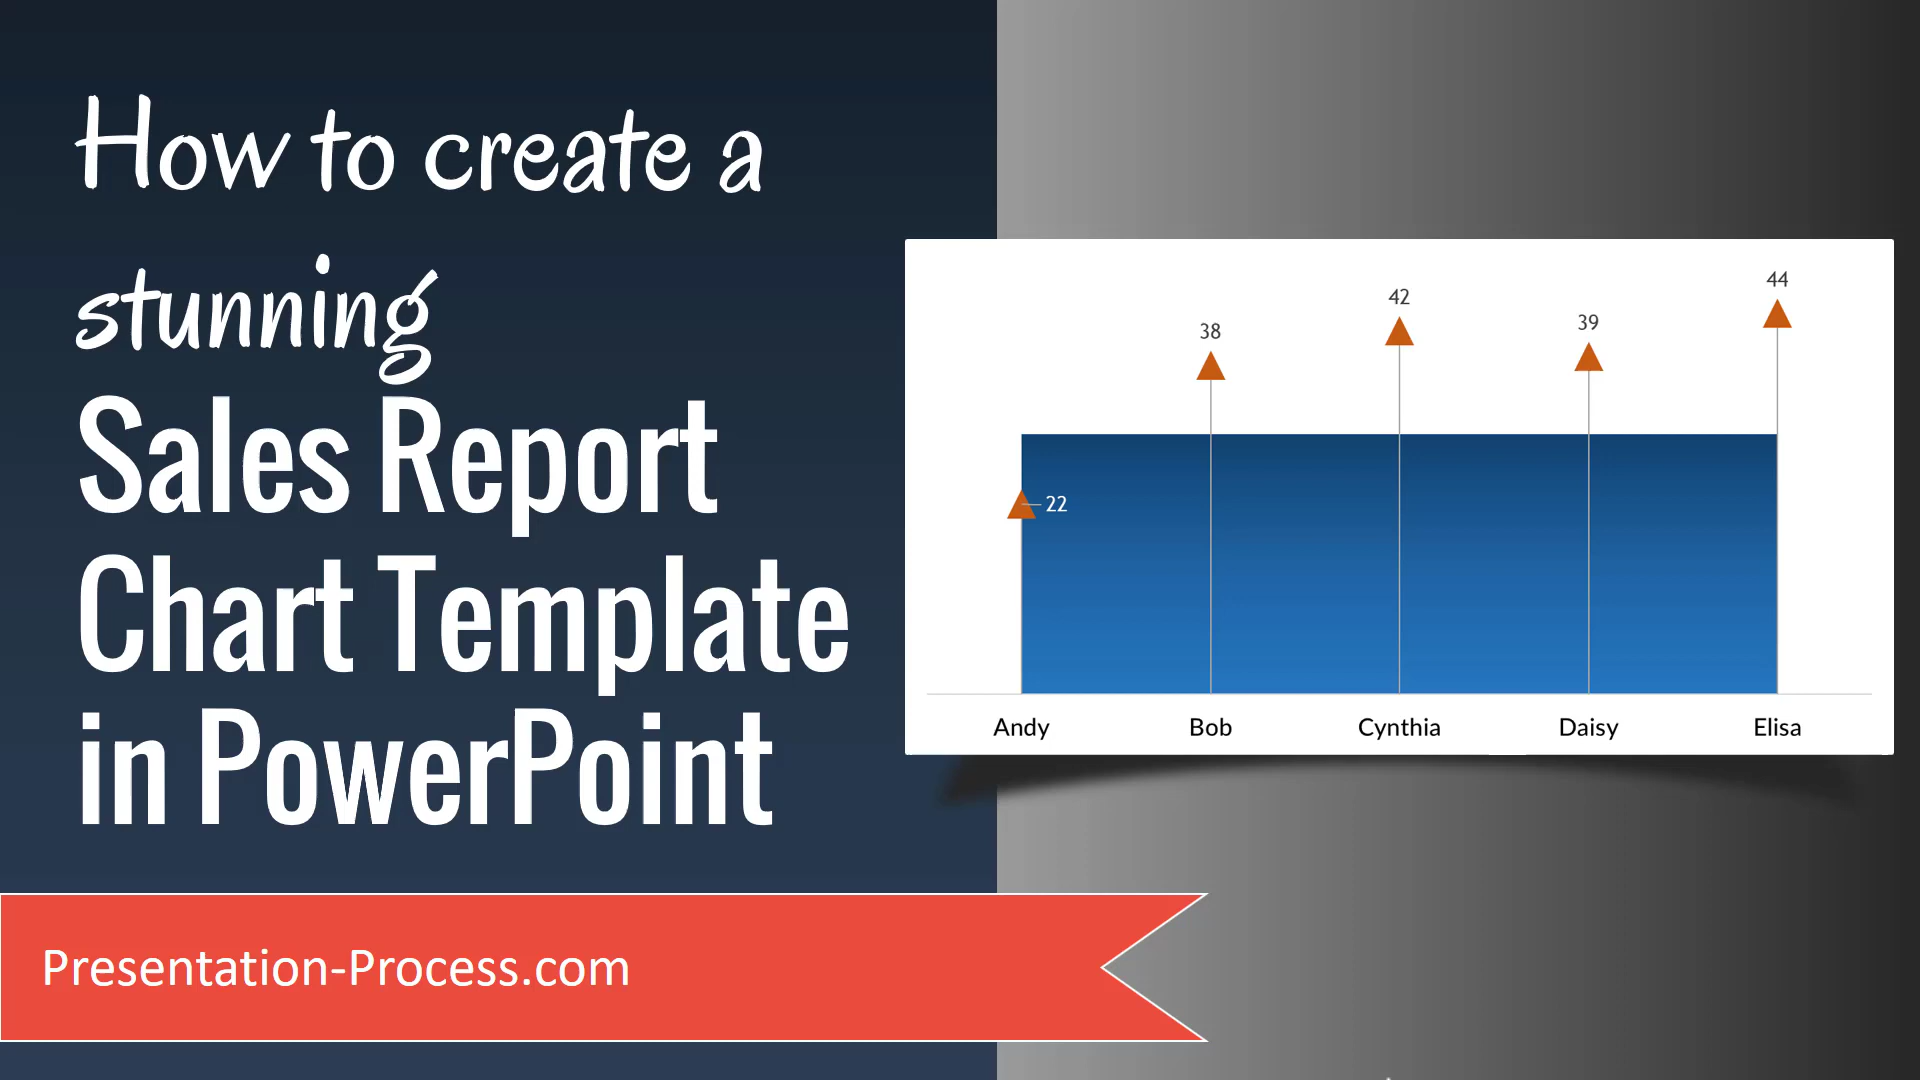 How to create a
stunning
Sales Report
Chart Template
in PowerPoint
44
42
38
39
22
Andy Bob Cynthia Daisy Elisa
Presentation-Process.com